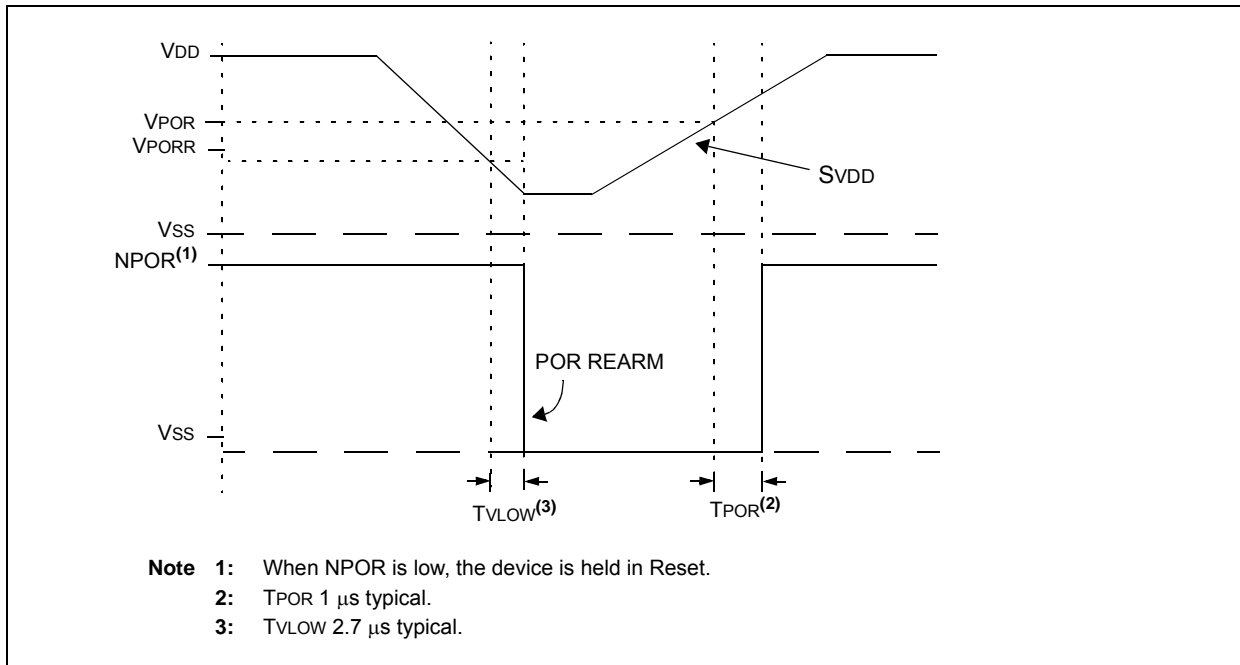 VDD
VPOR
VPORR
SVDD
VSS
NPOR(1)
POR REARM
VSS
TVLOW(3)
TPOR(2)
Note 1: When NPOR is low, the device is held in Reset.
2: TPOR 1 μs typical.
3: TVLOW 2.7 μs typical.